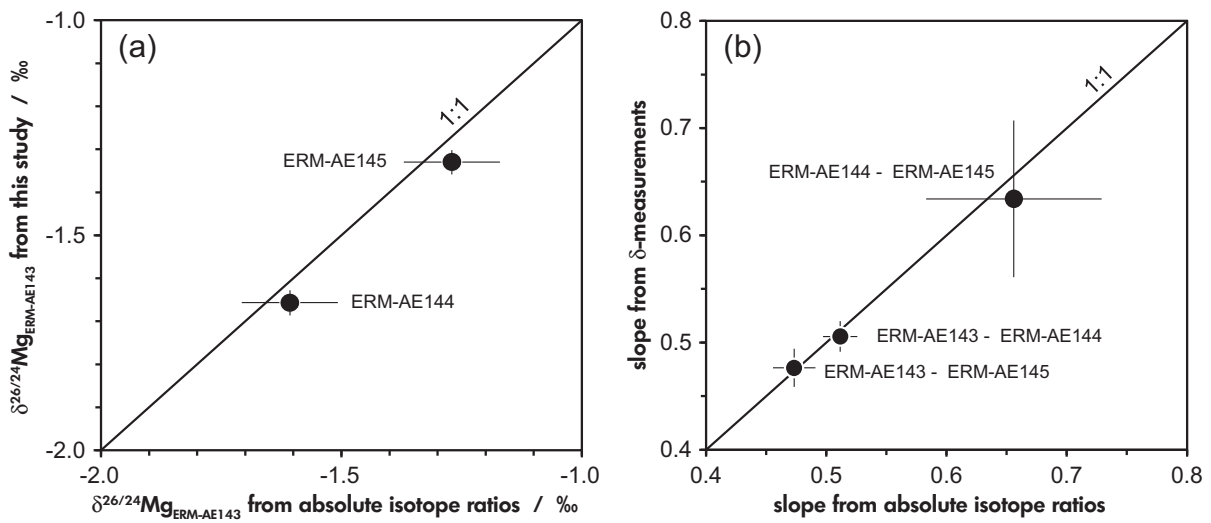 (a)
-1.0
-1.5
-2.0
δ26/24MgERM-AE143 from this study / ‰
1:1
ERM-AE145
ERM-AE144
-2.0 -1.5 -1.0
δ26/24MgERM-AE143 from absolute isotope ratios / ‰
(b)
0.8
0.7
0.6
0.5
0.4
slope from δ-measurements
1:1
ERM-AE144 - ERM-AE145
ERM-AE143 - ERM-AE144
ERM-AE143 - ERM-AE145
0.4 0.5 0.6 0.7 0.8
slope from absolute isotope ratios